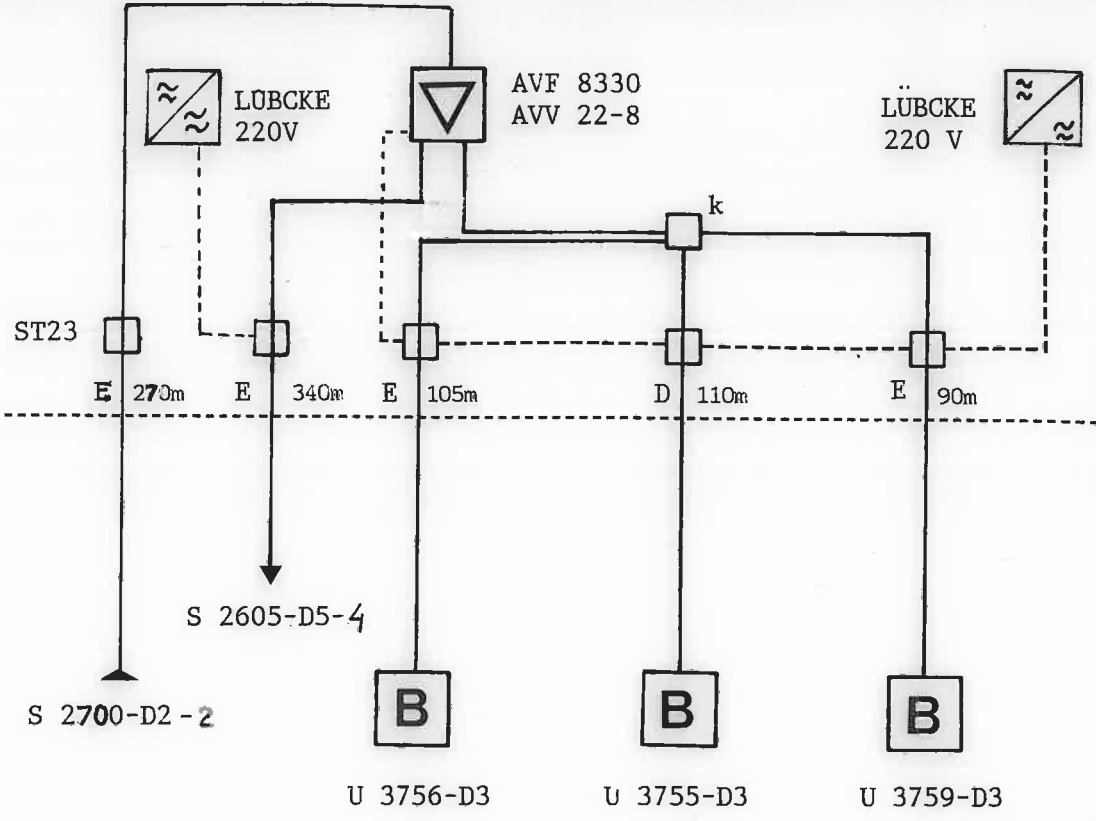 LÜBCKE
220V
AVF 8330
AVV 22-8
LÜBCKE
220 V
k
ST23
E 270m
E 340m
E 105m
D 110m
E 90m
S 2605-D5-4
S 2700-D2-2
B
B
B
U 3756-D3
U 3755-D3
U 3759-D3